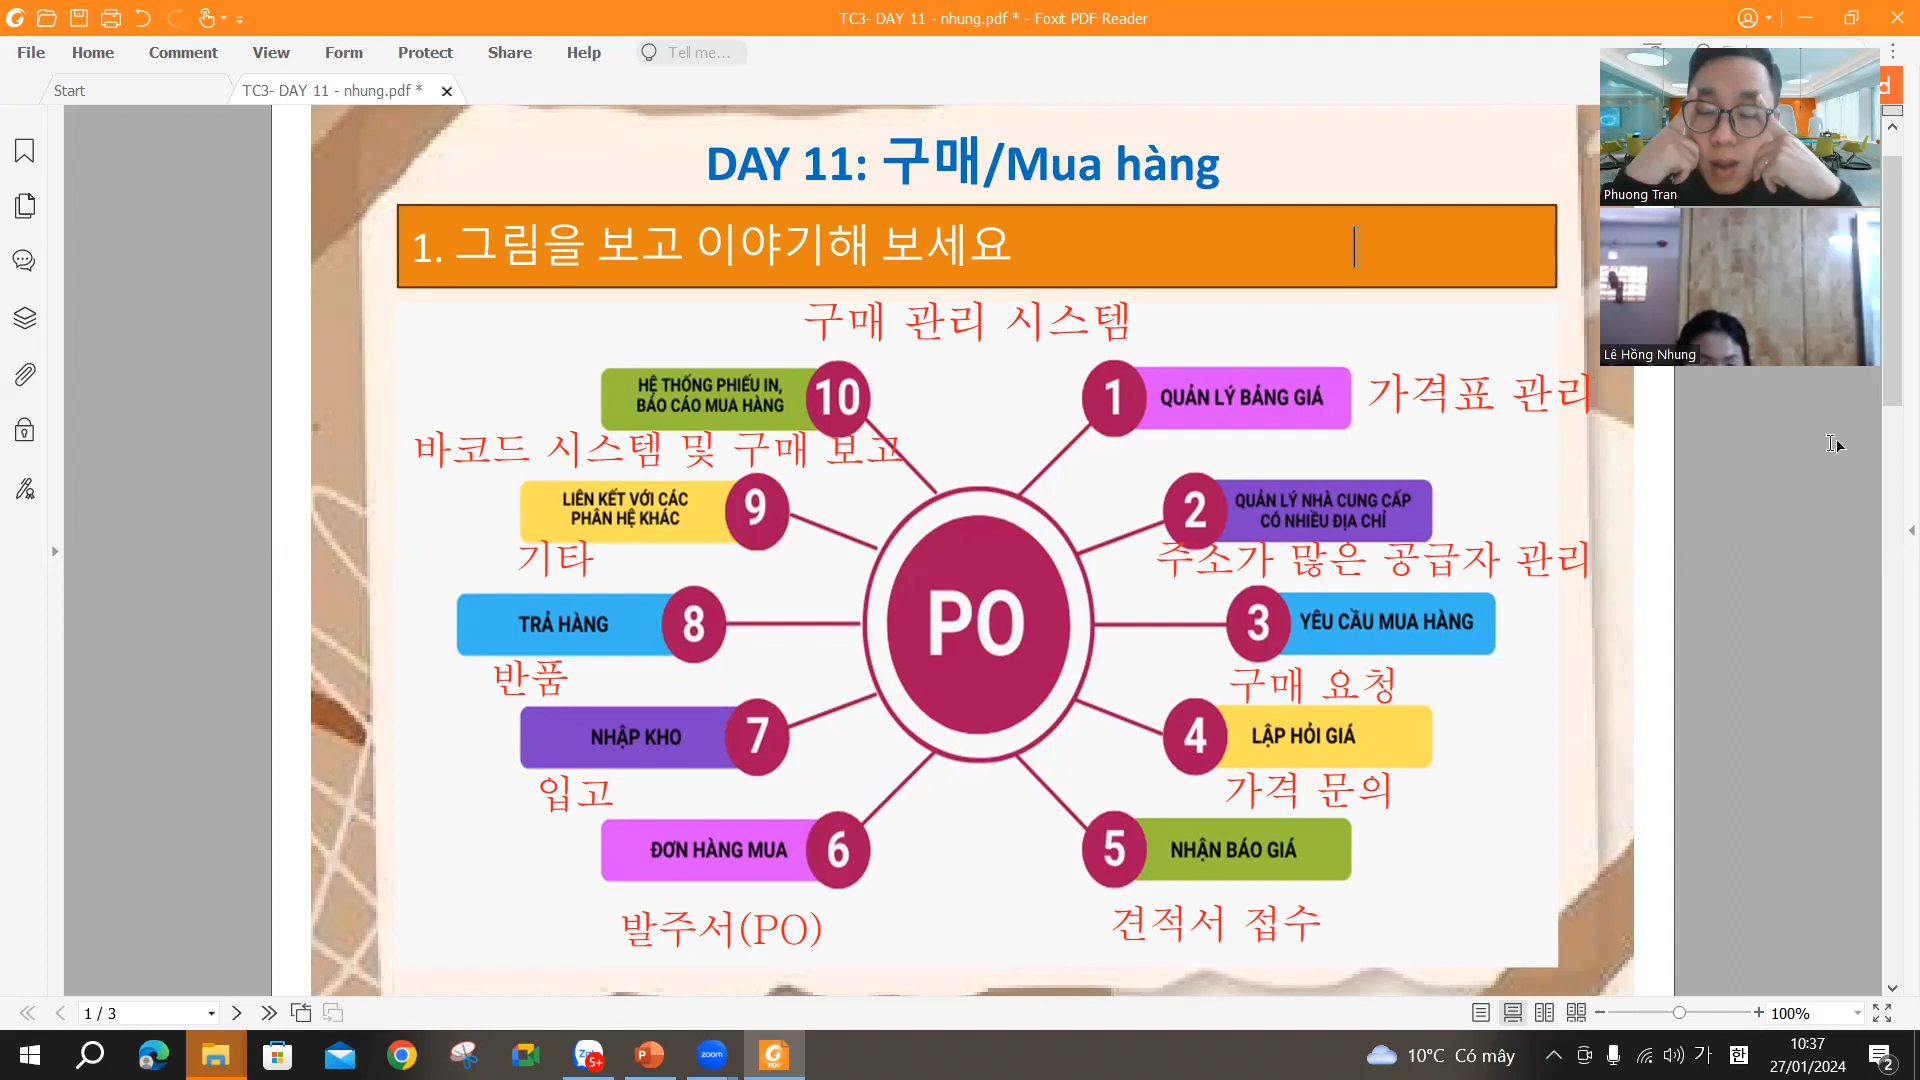 TC3- DAY 11 - nhung.pdf * - Foxit PDF Reader
File Home Comment View Form Protect Share Help Tell me...
Start TC3- DAY 11 - nhung.pdf *
DAY 11: 구매/Mua hàng
1. 그림을 보고 이야기해 보세요
Phuong Tran
Lê Hồng Nhung
구매 관리 시스템
HỆ THỐNG PHIẾU IN,
BÁO CÁO MUA HÀNG
10
바코드 시스템 및 구매 보고
1
QUẢN LÝ BẢNG GIÁ
가격표 관리
LIÊN KẾT VỚI CÁC
PHÂN HỆ KHÁC
9
기타
2
QUẢN LÝ NHÀ CUNG CẤP
CÓ NHIỀU ĐỊA CHỈ
주소가 많은 공급자 관리
TRẢ HÀNG
8
반품
PO
3
YÊU CẦU MUA HÀNG
구매 요청
NHẬP KHO
7
입고
4
LẬP HỎI GIÁ
가격 문의
ĐƠN HÀNG MUA
6
발주서(PO)
5
NHẬN BÁO GIÁ
견적서 접수
1 / 3
100%
zoom
5+
PDF
10°C Có mây
가
한
10:37
27/01/2024
2